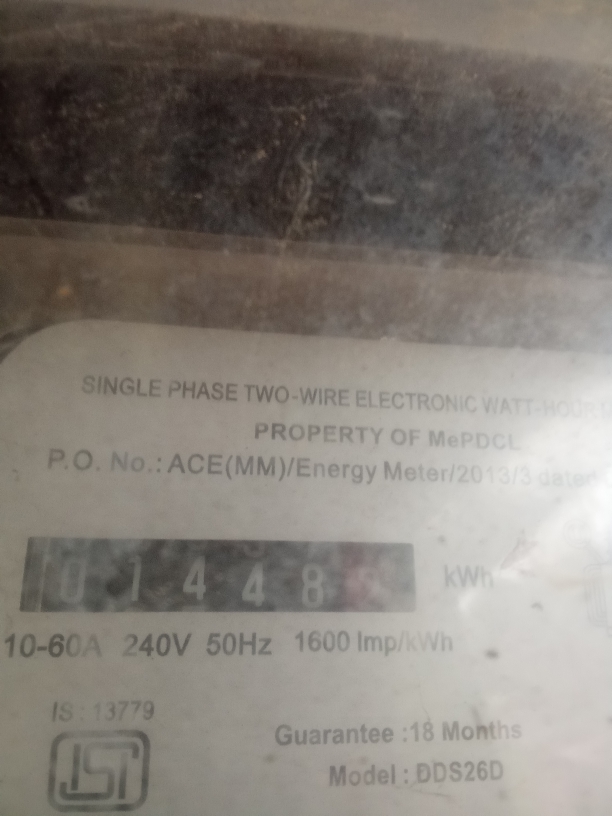 SINGLE PHASE TWO-WIRE ELECTRONIC WATT-HOUR
PROPERTY OF MePDCL
P.O. No.: ACE(MM)/Energy Meter/2013/3 dated
0 1 4 4 8 kWh
10-60A 240V 50Hz 1600 Imp/kWh
IS : 13779
Guarantee :18 Months
Model : DDS26D